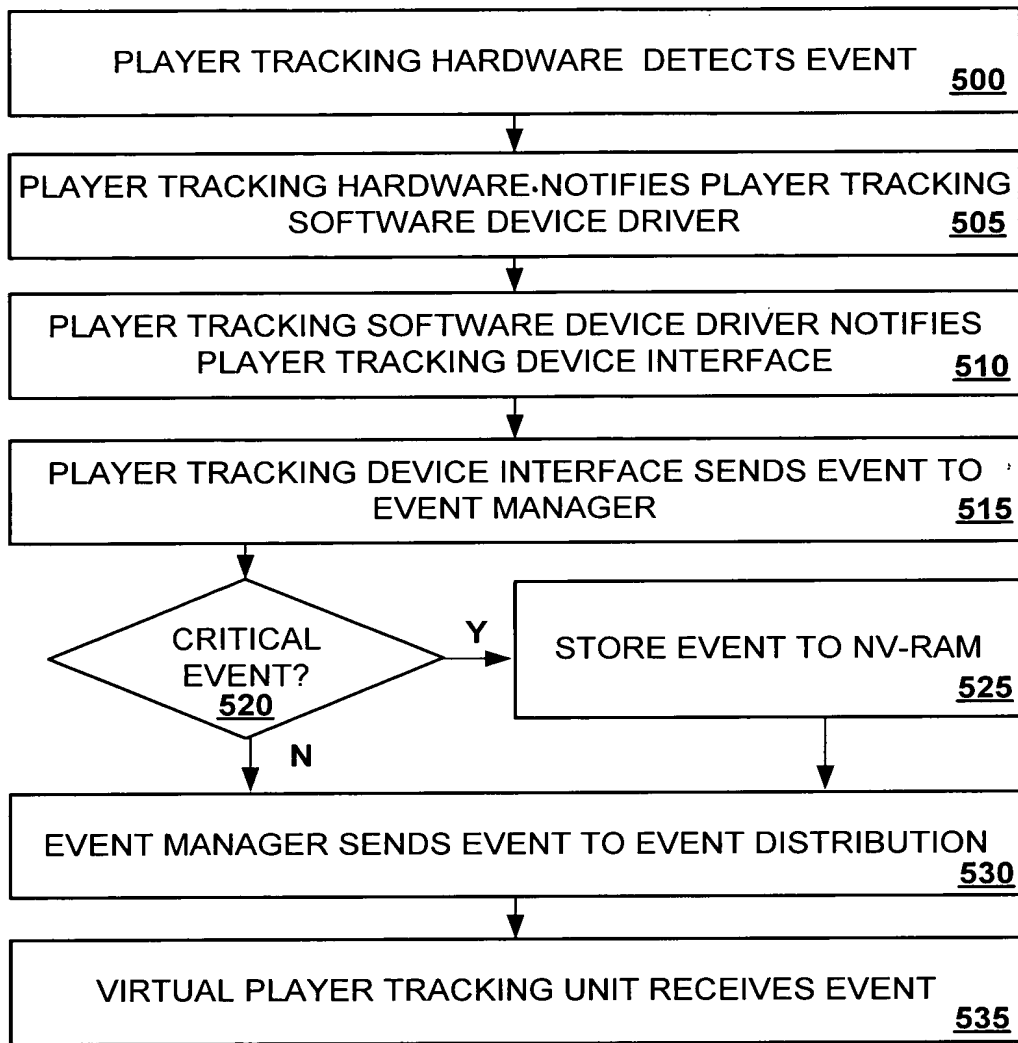 PLAYER TRACKING HARDWARE DETECTS EVENT
500
PLAYER TRACKING HARDWARE NOTIFIES PLAYER TRACKING
SOFTWARE DEVICE DRIVER
505
PLAYER TRACKING SOFTWARE DEVICE DRIVER NOTIFIES
PLAYER TRACKING DEVICE INTERFACE
510
PLAYER TRACKING DEVICE INTERFACE SENDS EVENT TO
EVENT MANAGER
515
CRITICAL
EVENT?
520
Y
N
STORE EVENT TO NV-RAM
525
EVENT MANAGER SENDS EVENT TO EVENT DISTRIBUTION
530
VIRTUAL PLAYER TRACKING UNIT RECEIVES EVENT
535